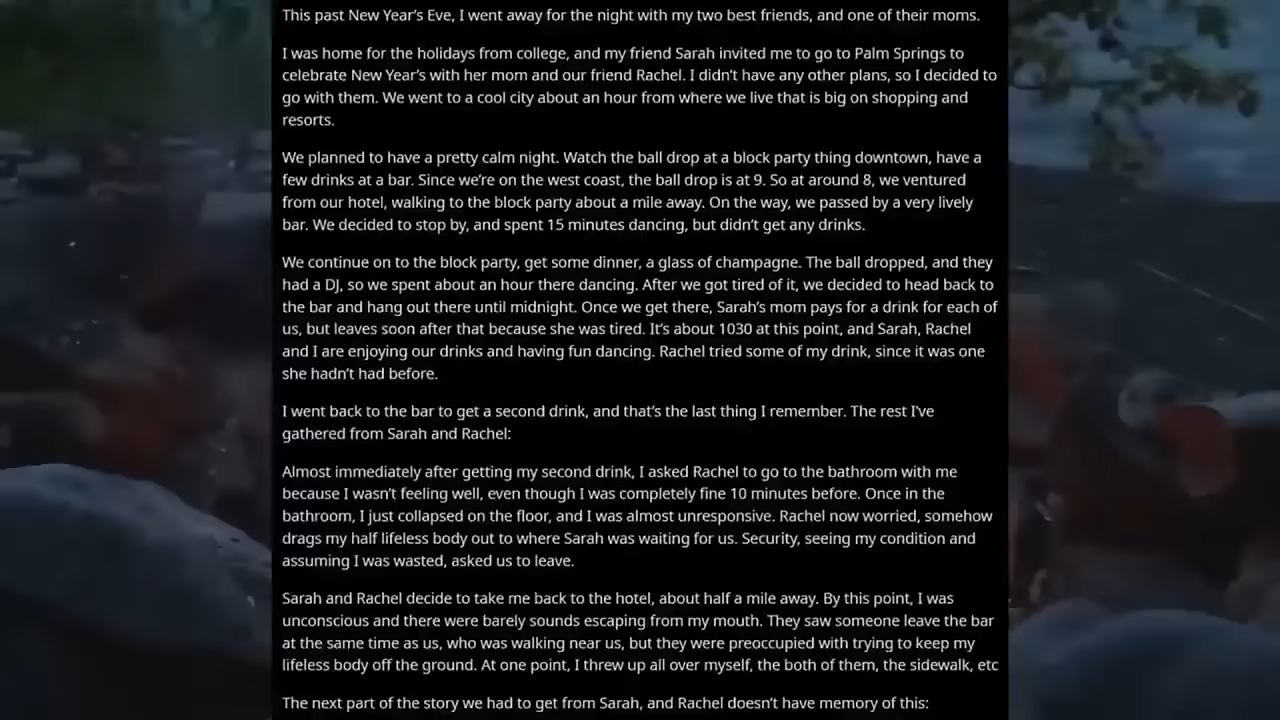 This past New Year’s Eve, I went away for the night with my two best friends, and one of their moms.
I was home for the holidays from college, and my friend Sarah invited me to go to Palm Springs to
celebrate New Year’s with her mom and our friend Rachel. I didn’t have any other plans, so I decided to
go with them. We went to a cool city about an hour from where we live that is big on shopping and
resorts.
We planned to have a pretty calm night. Watch the ball drop at a block party thing downtown, have a
few drinks at a bar. Since we’re on the west coast, the ball drop is at 9. So at around 8, we ventured
from our hotel, walking to the block party about a mile away. On the way, we passed by a very lively
bar. We decided to stop by, and spent 15 minutes dancing, but didn’t get any drinks.
We continue on to the block party, get some dinner, a glass of champagne. The ball dropped, and they
had a DJ, so we spent about an hour there dancing. After we got tired of it, we decided to head back to
the bar and hang out there until midnight. Once we get there, Sarah’s mom pays for a drink for each of
us, but leaves soon after that because she was tired. It’s about 1030 at this point, and Sarah, Rachel
and I are enjoying our drinks and having fun dancing. Rachel tried some of my drink, since it was one
she hadn’t had before.
I went back to the bar to get a second drink, and that’s the last thing I remember. The rest I’ve
gathered from Sarah and Rachel:
Almost immediately after getting my second drink, I asked Rachel to go to the bathroom with me
because I wasn’t feeling well, even though I was completely fine 10 minutes before. Once in the
bathroom, I just collapsed on the floor, and I was almost unresponsive. Rachel now worried, somehow
drags my half lifeless body out to where Sarah was waiting for us. Security, seeing my condition and
assuming I was wasted, asked us to leave.
Sarah and Rachel decide to take me back to the hotel, about half a mile away. By this point, I was
unconscious and there were barely sounds escaping from my mouth. They saw someone leave the bar
at the same time as us, who was walking near us, but they were preoccupied with trying to keep my
lifeless body off the ground. At one point, I threw up all over myself, the both of them, the sidewalk, etc
The next part of the story we had to get from Sarah, and Rachel doesn’t have memory of this: